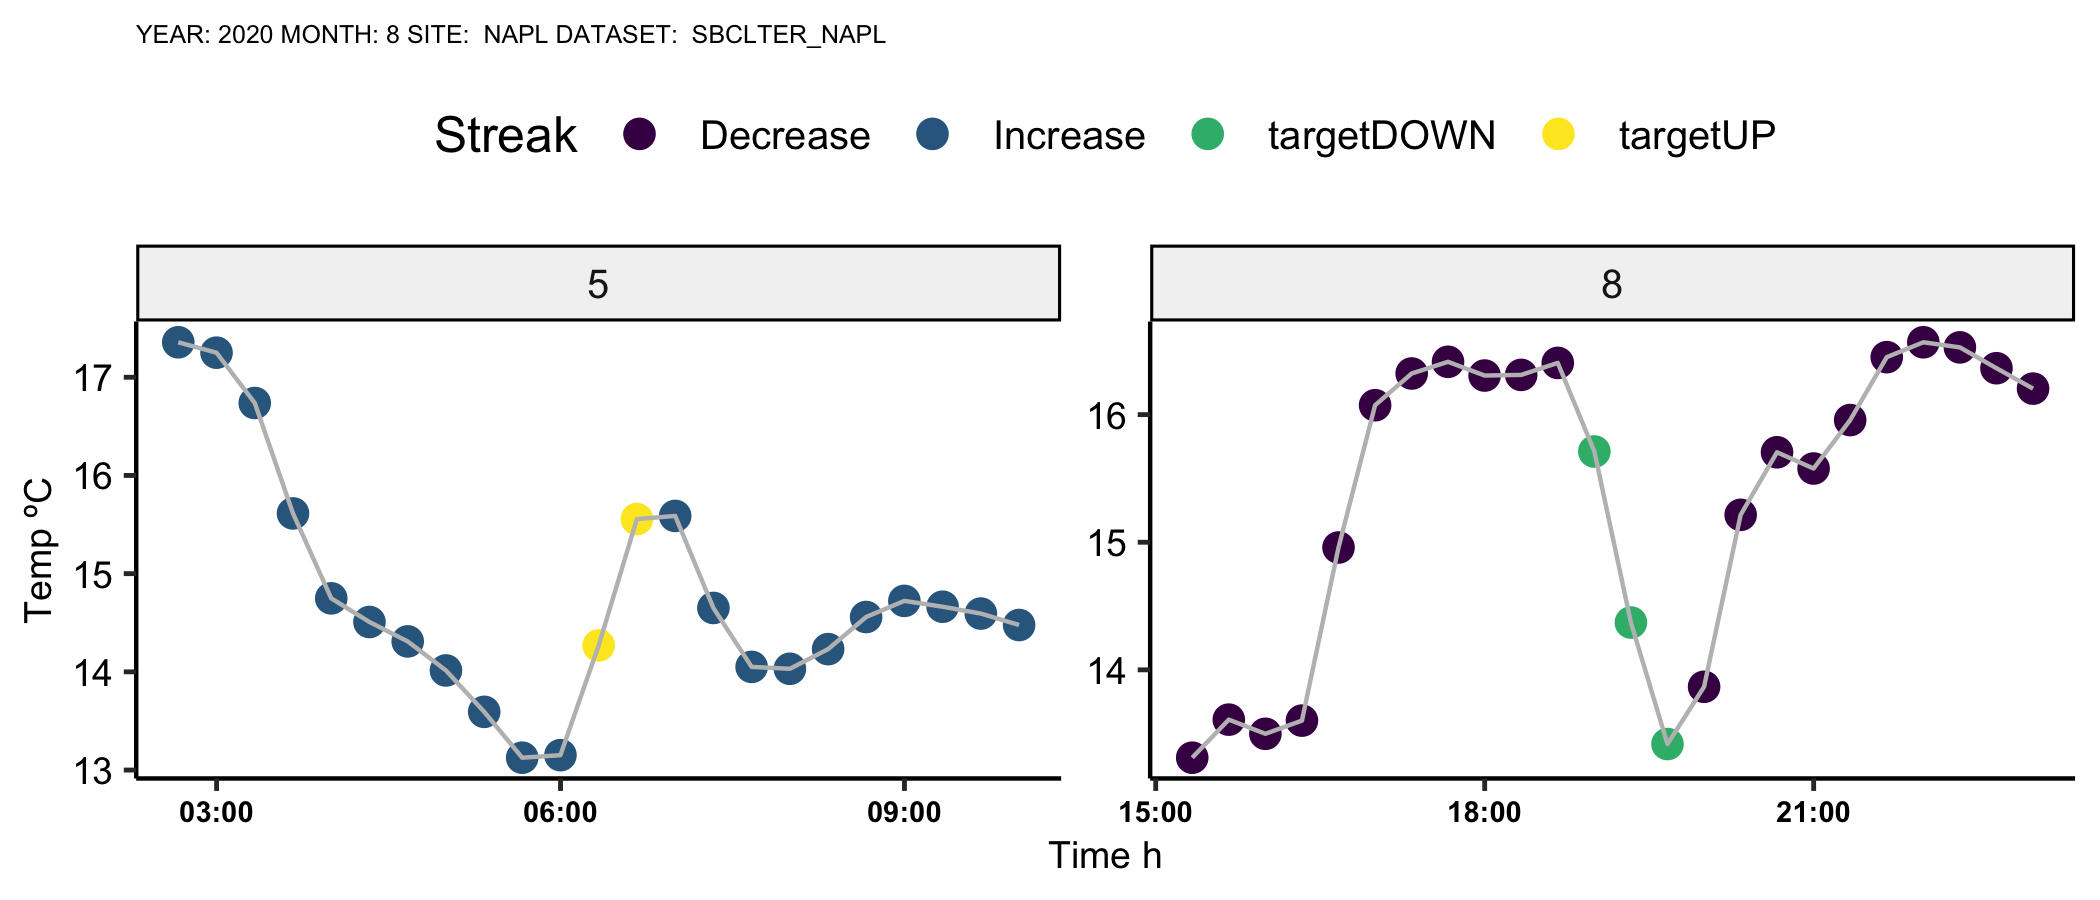 YEAR: 2020 MONTH: 8 SITE:  NAPL DATASET:  SBCLTER_NAPL
Streak Decrease Increase targetDOWN targetUP
5
8
Temp ºC
17
16
15
14
13
16
15
14
03:00 06:00 09:00
15:00 18:00 21:00
Time h